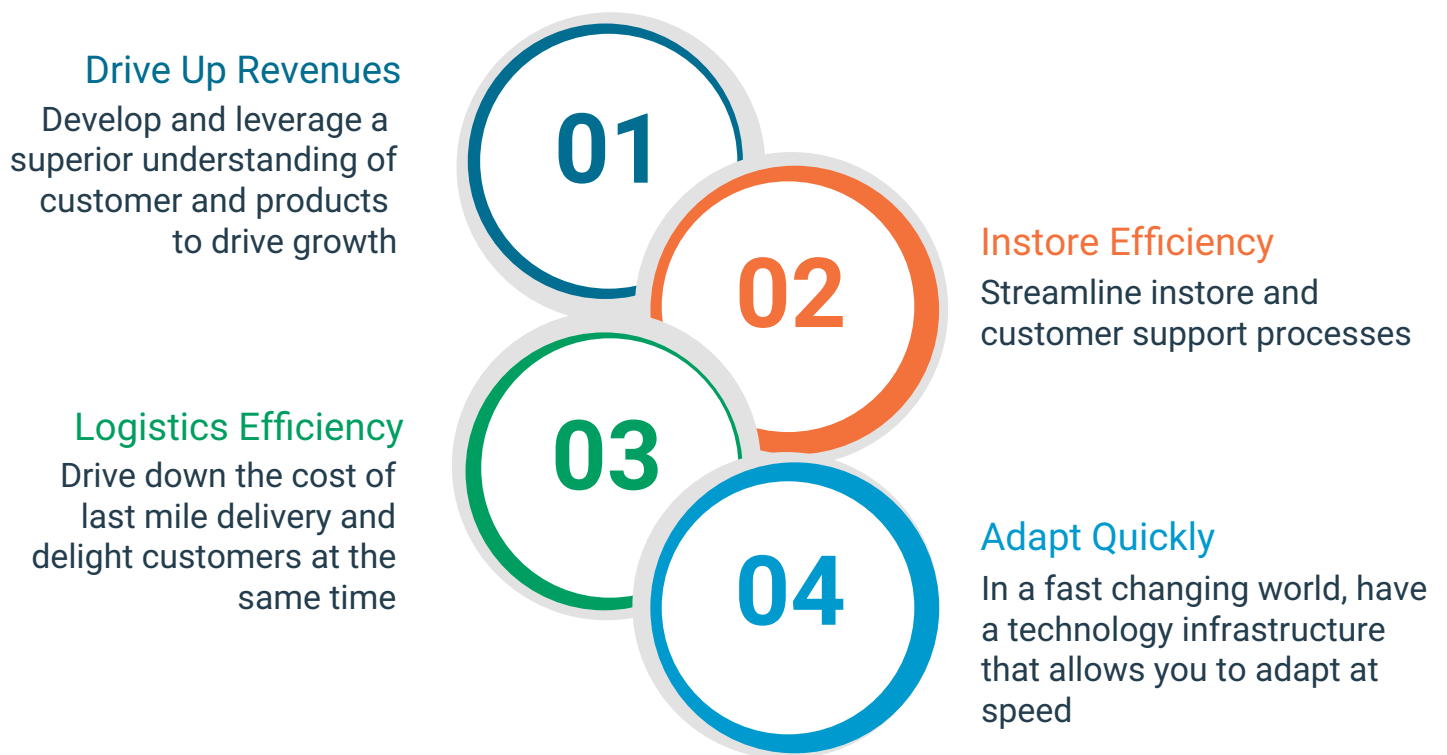 01
Drive Up Revenues
Develop and leverage a
superior understanding of
customer and products
to drive growth
02
Instore Efficiency
Streamline instore and
customer support processes
03
Logistics Efficiency
Drive down the cost of
last mile delivery and
delight customers at the
same time
04
Adapt Quickly
In a fast changing world, have
a technology infrastructure
that allows you to adapt at
speed